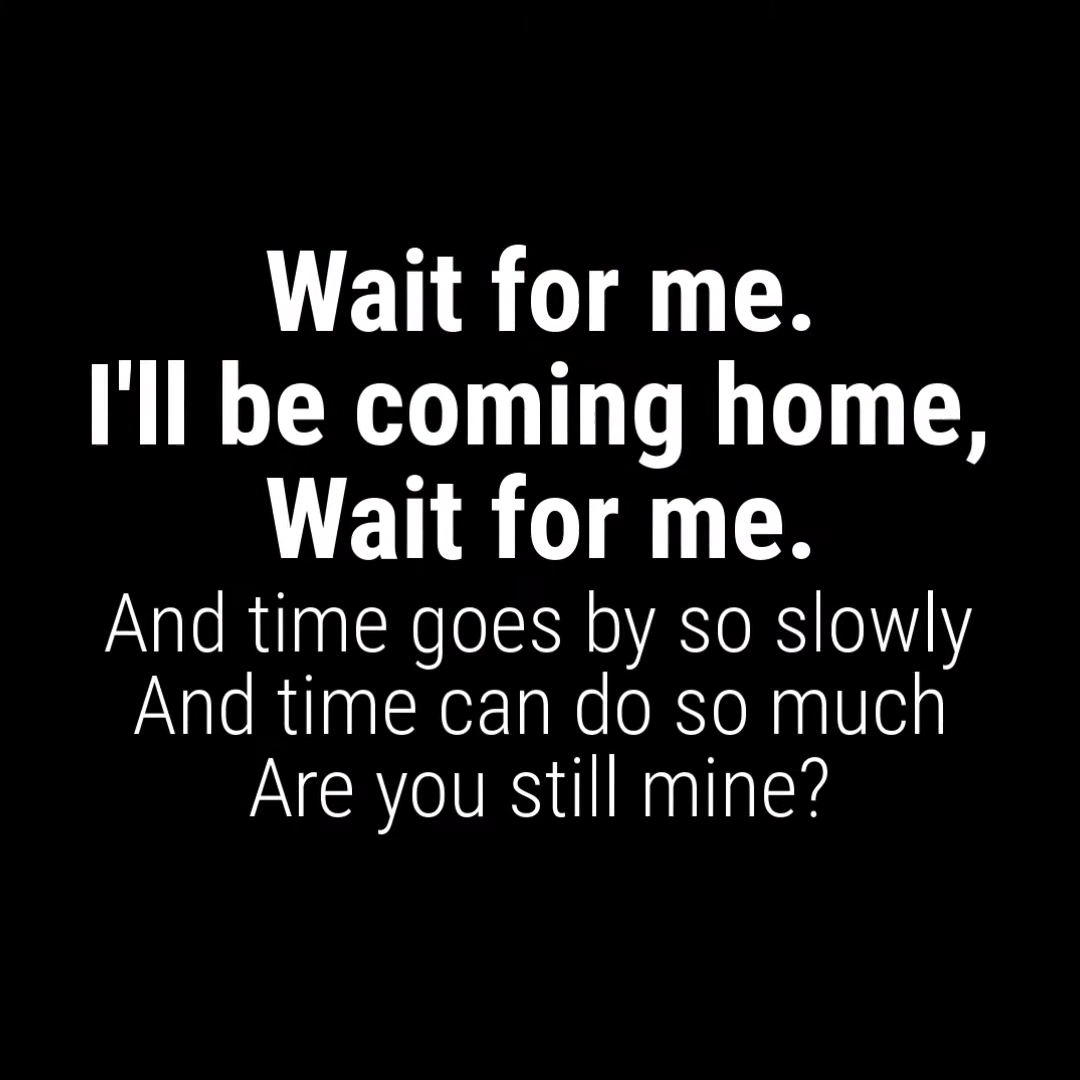 Wait for me.
I'll be coming home,
Wait for me.
And time goes by so slowly
And time can do so much
Are you still mine?